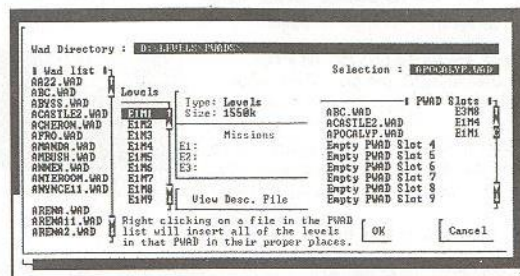 Wad Directory : D:\LEVELS\PWADS\
Selection : APOCALYP.WAD
Wad list
AA22.WAD
ABC.WAD
ABYSS.WAD
ACASTLE2.WAD
ACHERON.WAD
AFRO.WAD
AMANDA.WAD
AMBUSH.WAD
ANNEX.WAD
ANTEROOM.WAD
ANYNCE11.WAD
ARENA.WAD
ARENA11.WAD
ARENA2.WAD
Levels
E1M1
E1M2
E1M3
E1M4
E1M5
E1M6
E1M7
E1M8
E1M9
Type: Levels
Size: 1550k
Missions
E1:
E2:
E3:
View Desc. File
PWAD Slots
ABC.WAD E3M8
ACASTLE2.WAD E1M4
APOCALYP.WAD E1M1
Empty PWAD Slot 4
Empty PWAD Slot 5
Empty PWAD Slot 6
Empty PWAD Slot 7
Empty PWAD Slot 8
Empty PWAD Slot 9
Right clicking on a file in the PWAD
list will insert all of the levels
in that PWAD in their proper places.
OK
Cancel